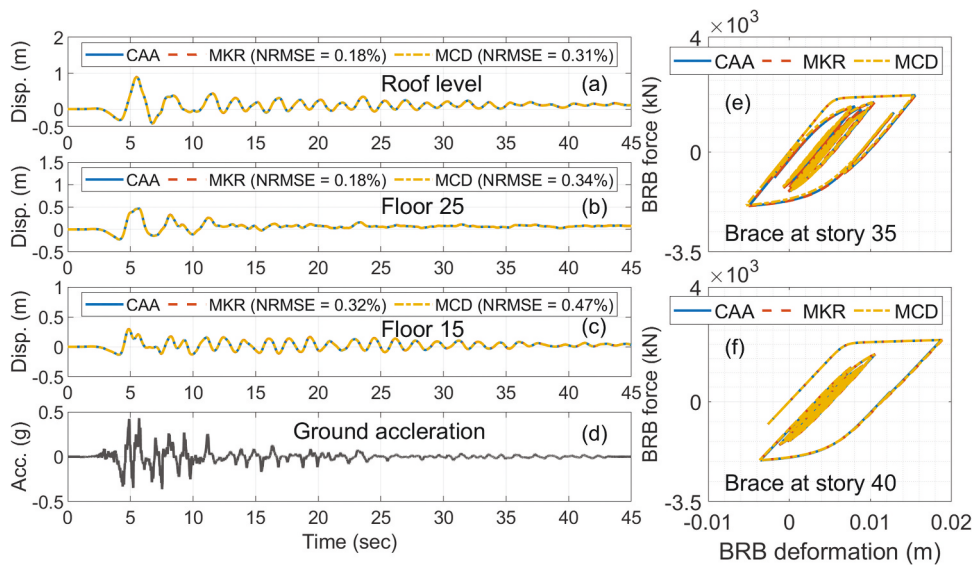 2
1
0
-0.5
Disp. (m)
CAA MKR (NRMSE = 0.18%) MCD (NRMSE = 0.31%)
Roof level
(a)
0 5 10 15 20 25 30 35 40 45
1.5
1
0.5
0
-0.5
Disp. (m)
CAA MKR (NRMSE = 0.18%) MCD (NRMSE = 0.34%)
Floor 25
(b)
0 5 10 15 20 25 30 35 40 45
1
0.5
0
-0.5
Disp. (m)
CAA MKR (NRMSE = 0.32%) MCD (NRMSE = 0.47%)
Floor 15
(c)
0 5 10 15 20 25 30 35 40 45
0.5
0
-0.5
Acc. (g)
Ground accleration
(d)
0 5 10 15 20 25 30 35 40 45
Time (sec)
×10³
4
0
-3.5
BRB force (kN)
CAA MKR MCD
(e)
Brace at story 35
×10³
4
0
-3.5
BRB force (kN)
CAA MKR MCD
(f)
Brace at story 40
-0.01 0 0.01 0.02
BRB deformation (m)